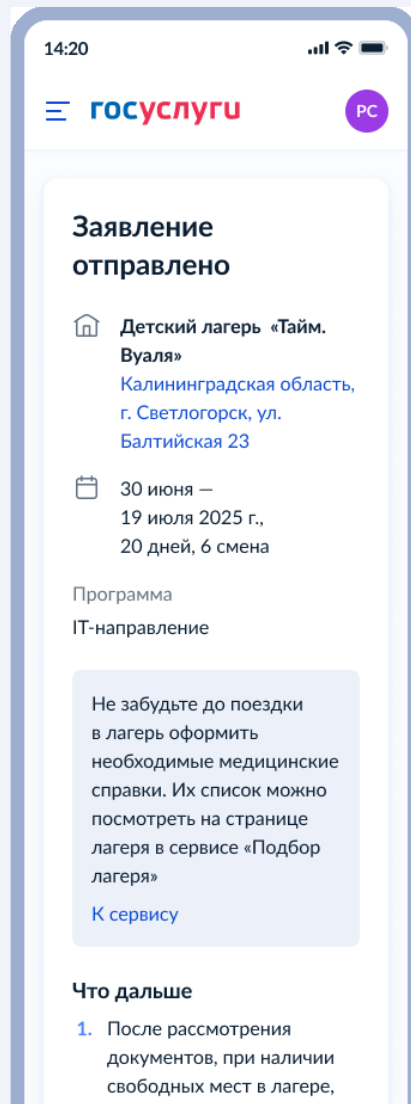 14:20
госуслуги
РС
Заявление
отправлено
Детский лагерь «Тайм.
Вуаля»
Калининградская область,
г. Светлогорск, ул.
Балтийская 23
30 июня —
19 июля 2025 г.,
20 дней, 6 смена
Программа
IT-направление
Не забудьте до поездки
в лагерь оформить
необходимые медицинские
справки. Их список можно
посмотреть на странице
лагеря в сервисе «Подбор
лагеря»
К сервису
Что дальше
1. После рассмотрения
документов, при наличии
свободных мест в лагере,